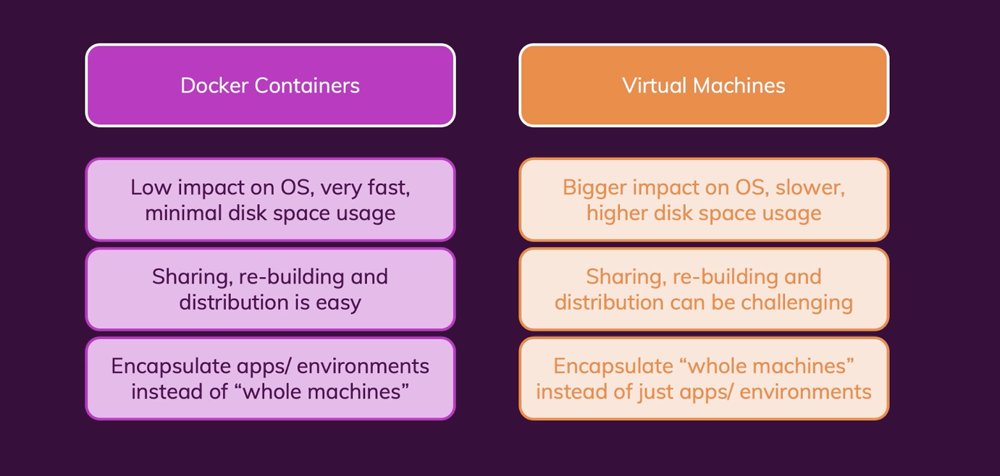 Docker Containers
Virtual Machines
Low impact on OS, very fast,
minimal disk space usage
Bigger impact on OS, slower,
higher disk space usage
Sharing, re-building and
distribution is easy
Sharing, re-building and
distribution can be challenging
Encapsulate apps/ environments
instead of “whole machines”
Encapsulate “whole machines”
instead of just apps/ environments